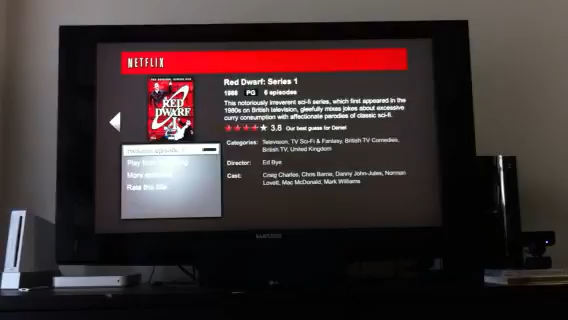 NETFLIX
Red Dwarf: Series 1
1988 PG 6 episodes
This notoriously irreverent sci-fi series, which first appeared in the
1980s on British television, gleefully mixes jokes about excessive
curry consumption with affectionate parodies of classic sci-fi.
3.8 Our best guess for Daniel
Categories: Television, TV Sci-Fi & Fantasy, British TV Comedies,
British TV, United Kingdom
Director: Ed Bye
Cast: Craig Charles, Chris Barrie, Danny John-Jules, Norman
Lovett, Mac McDonald, Mark Williams
RED
DWARF
Play from
More episodes
Rate this title